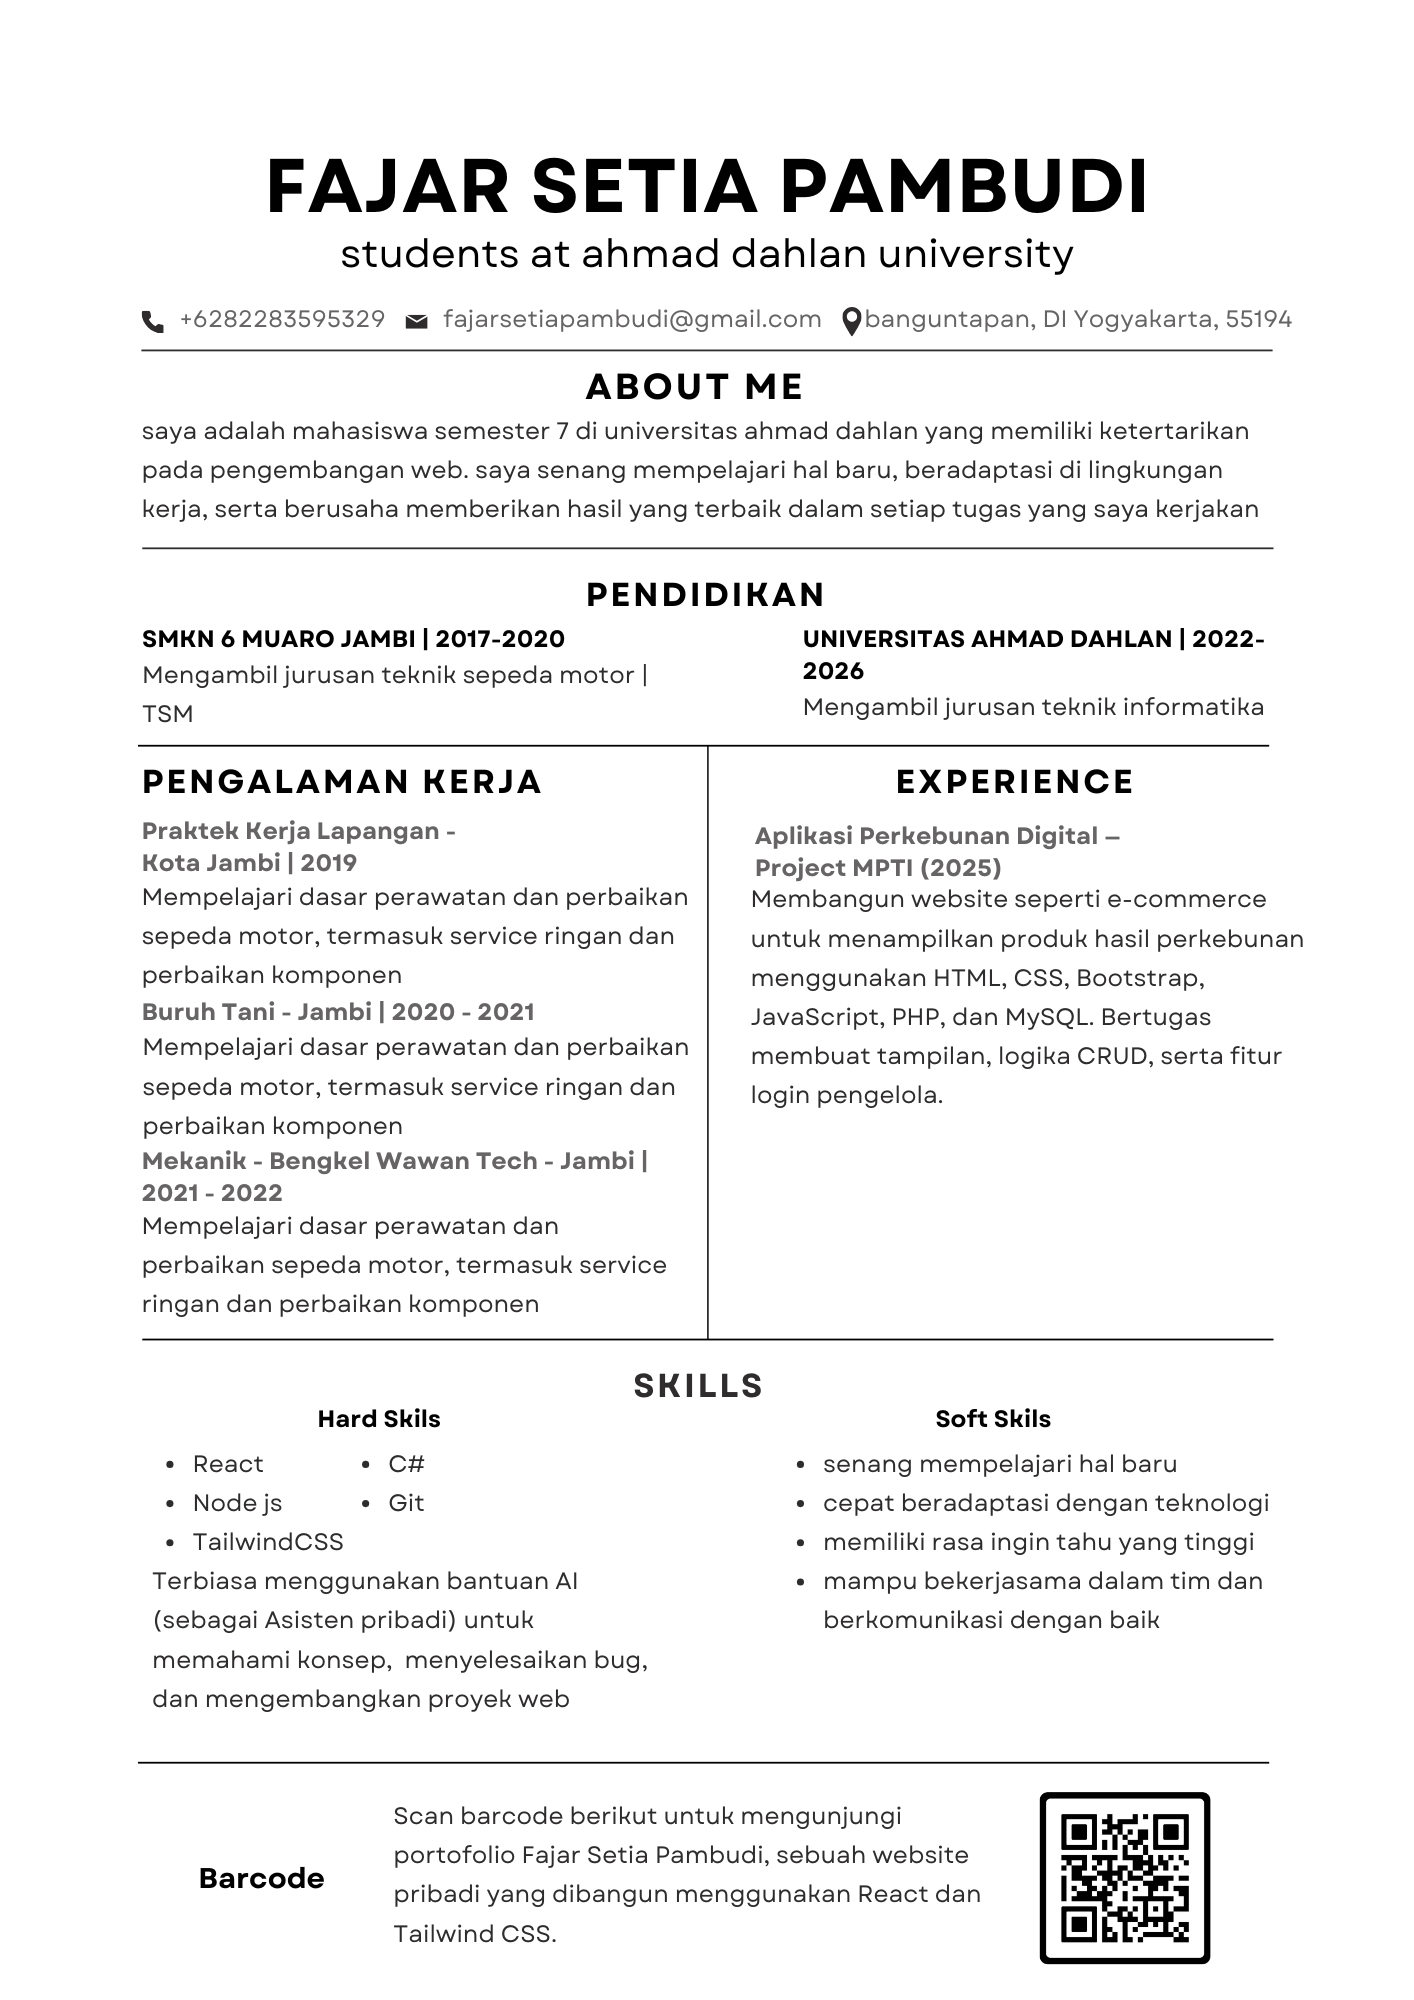 FAJAR SETIA PAMBUDI
students at ahmad dahlan university
+6282283595329 fajarsetiapambudi@gmail.com banguntapan, DI Yogyakarta, 55194
ABOUT ME
saya adalah mahasiswa semester 7 di universitas ahmad dahlan yang memiliki ketertarikan
pada pengembangan web. saya senang mempelajari hal baru, beradaptasi di lingkungan
kerja, serta berusaha memberikan hasil yang terbaik dalam setiap tugas yang saya kerjakan
PENDIDIKAN
SMKN 6 MUARO JAMBI | 2017-2020
Mengambil jurusan teknik sepeda motor |
TSM
UNIVERSITAS AHMAD DAHLAN | 2022-
2026
Mengambil jurusan teknik informatika
PENGALAMAN KERJA
Praktek Kerja Lapangan -
Kota Jambi | 2019
Mempelajari dasar perawatan dan perbaikan
sepeda motor, termasuk service ringan dan
perbaikan komponen
Buruh Tani - Jambi | 2020 - 2021
Mempelajari dasar perawatan dan perbaikan
sepeda motor, termasuk service ringan dan
perbaikan komponen
Mekanik - Bengkel Wawan Tech - Jambi |
2021 - 2022
Mempelajari dasar perawatan dan
perbaikan sepeda motor, termasuk service
ringan dan perbaikan komponen
EXPERIENCE
Aplikasi Perkebunan Digital –
Project MPTI (2025)
Membangun website seperti e-commerce
untuk menampilkan produk hasil perkebunan
menggunakan HTML, CSS, Bootstrap,
JavaScript, PHP, dan MySQL. Bertugas
membuat tampilan, logika CRUD, serta fitur
login pengelola.
SKILLS
Hard Skils
• React
• Node js
• TailwindCSS
• C#
• Git
Terbiasa menggunakan bantuan AI
(sebagai Asisten pribadi) untuk
memahami konsep,  menyelesaikan bug,
dan mengembangkan proyek web
Soft Skils
• senang mempelajari hal baru
• cepat beradaptasi dengan teknologi
• memiliki rasa ingin tahu yang tinggi
• mampu bekerjasama dalam tim dan
berkomunikasi dengan baik
Barcode
Scan barcode berikut untuk mengunjungi
portofolio Fajar Setia Pambudi, sebuah website
pribadi yang dibangun menggunakan React dan
Tailwind CSS.